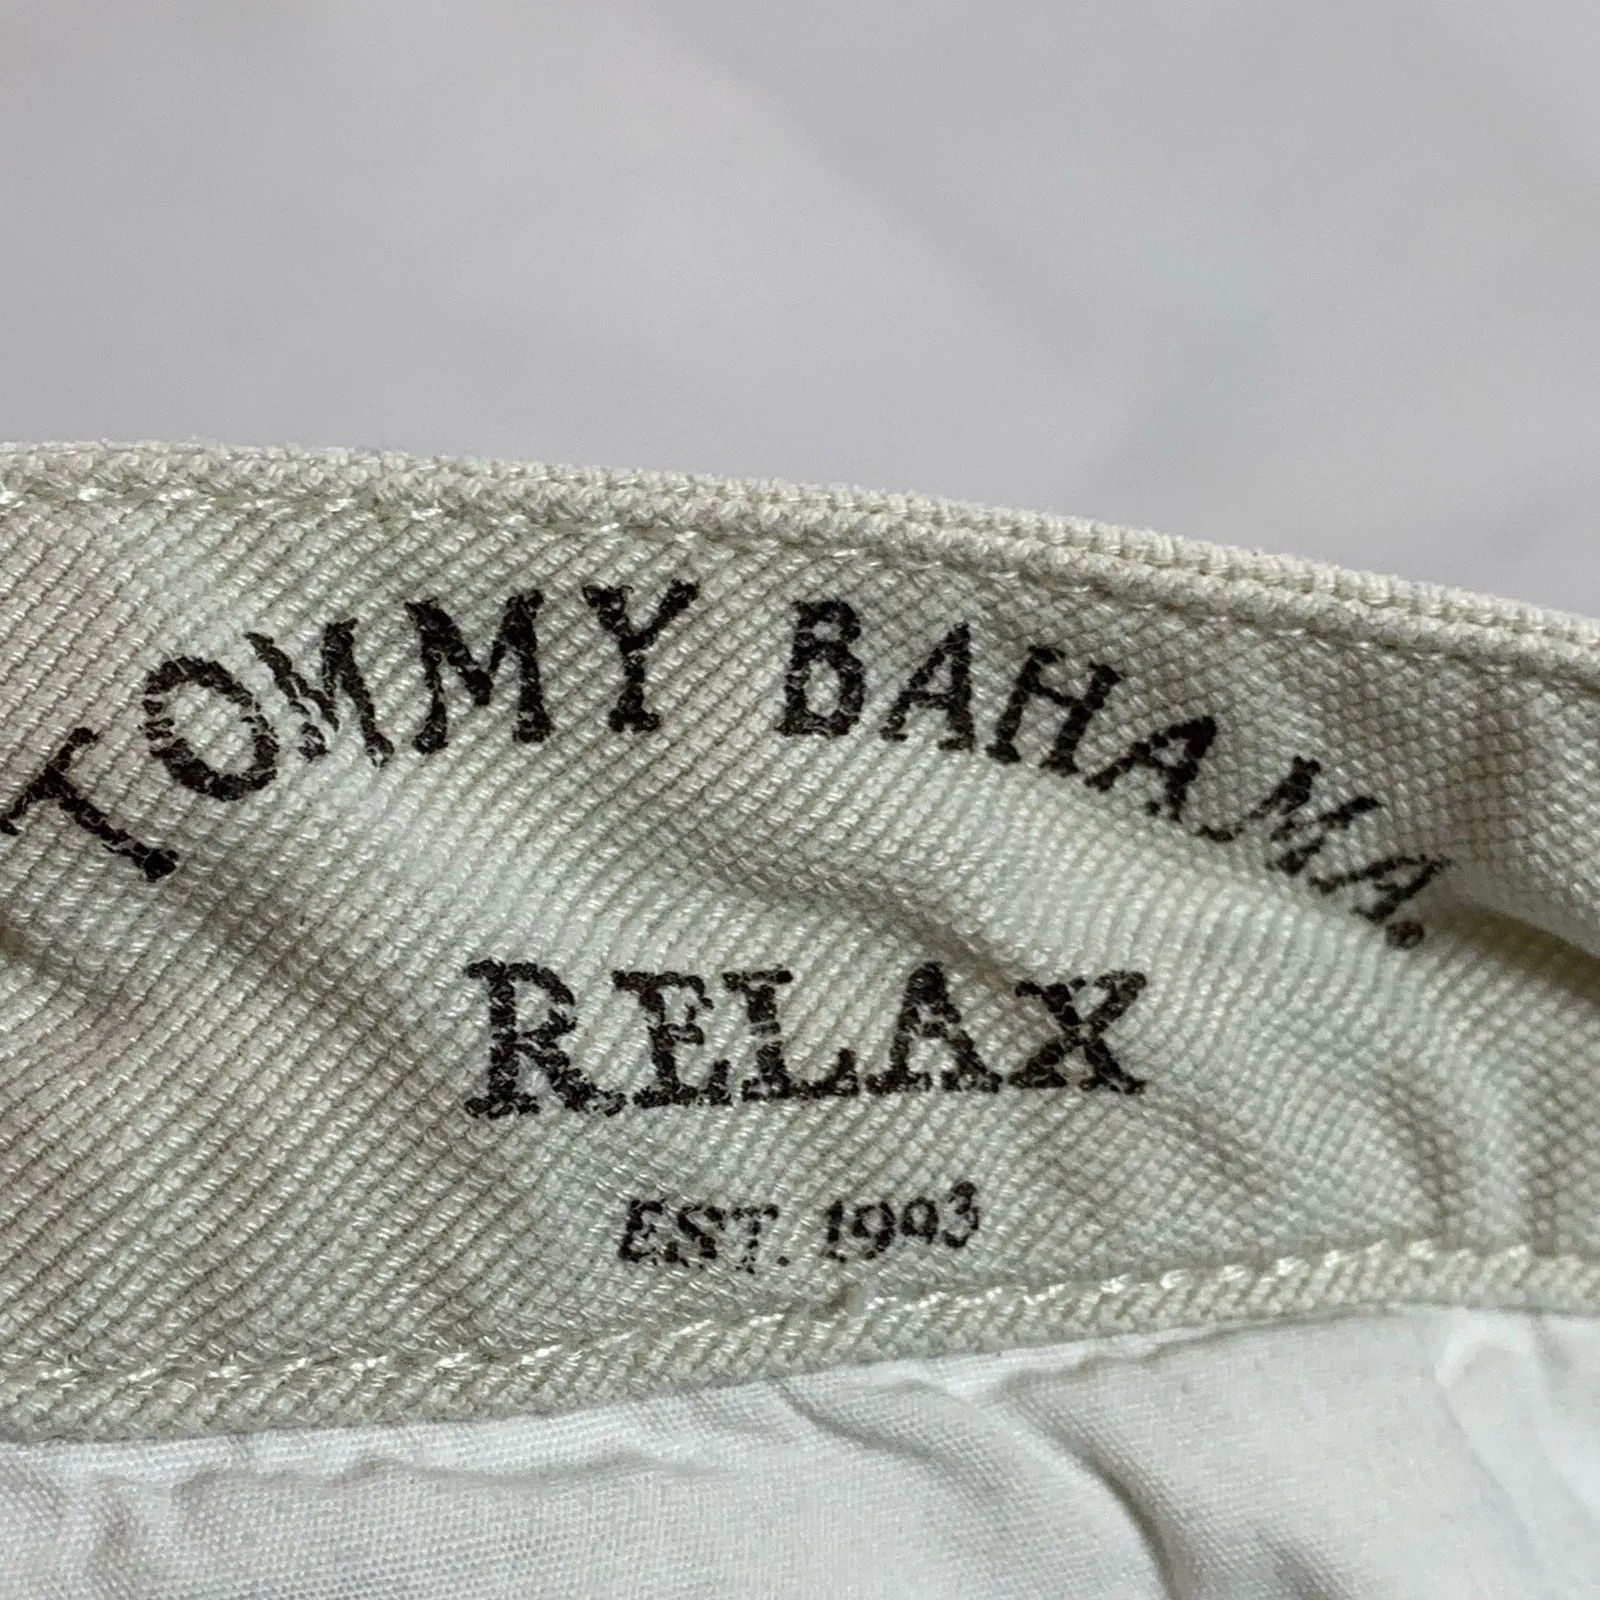 TOMMY BAHAMA®
RELAX
EST. 1993